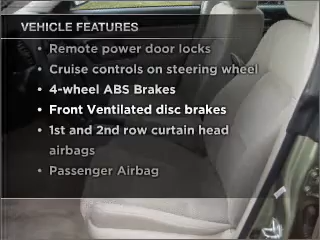 VEHICLE FEATURES
• Remote power door locks
• Cruise controls on steering wheel
• 4-wheel ABS Brakes
• Front Ventilated disc brakes
• 1st and 2nd row curtain head
airbags
• Passenger Airbag